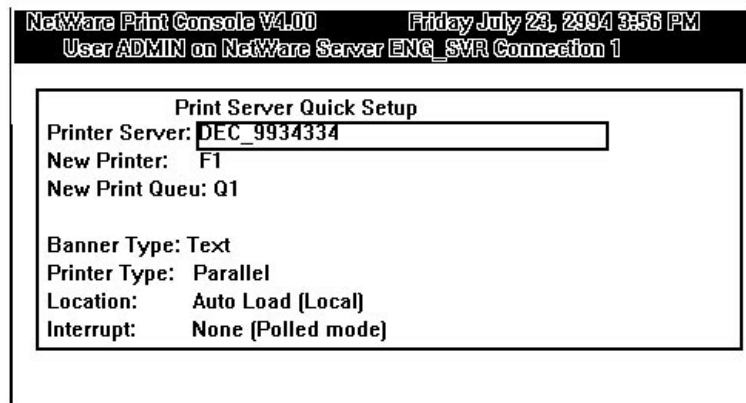 NetWare Print Console V4.00 Friday July 23, 2994 3:56 PM
User ADMIN on NetWare Server ENG_SVR Connection 1
Print Server Quick Setup
Printer Server: DEC_9934334
New Printer: F1
New Print Queu: Q1
Banner Type: Text
Printer Type: Parallel
Location: Auto Load (Local)
Interrupt: None (Polled mode)